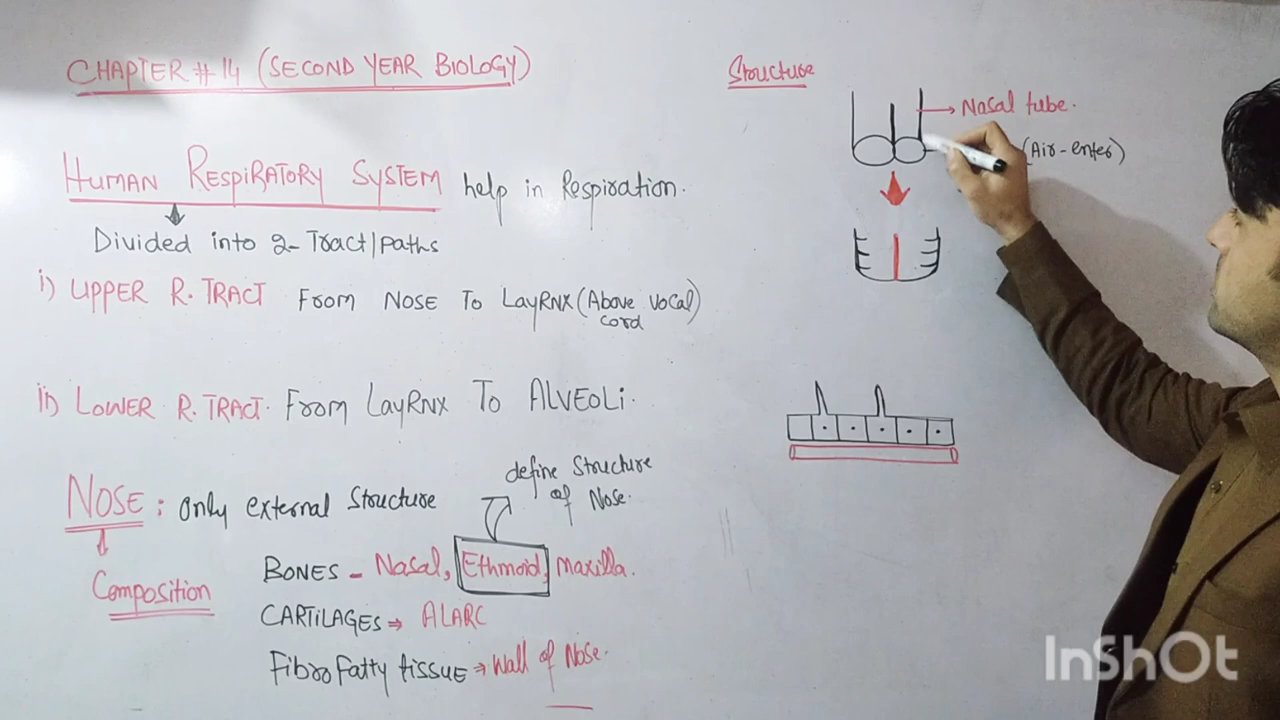 CHAPTER # 14 (SECOND YEAR BIOLOGY)
HUMAN RESPIRATORY SYSTEM help in Respiration.
Divided into 2- Tract/paths
i) UPPER R. TRACT From NOSE To LayRNX (Above vocal cord)
ii) LOWER R. TRACT. From LayRNX To ALVEOLi.
NOSE : only external Structure
define Structure of Nose.
Composition
BONES - Nasal, Ethmoid, Maxilla.
CARTILAGES ⇒ ALARC
Fibro Fatty tissue ⇒ Wall of Nose.
Structure
Nasal tube.
(Air-enter)
InShOt